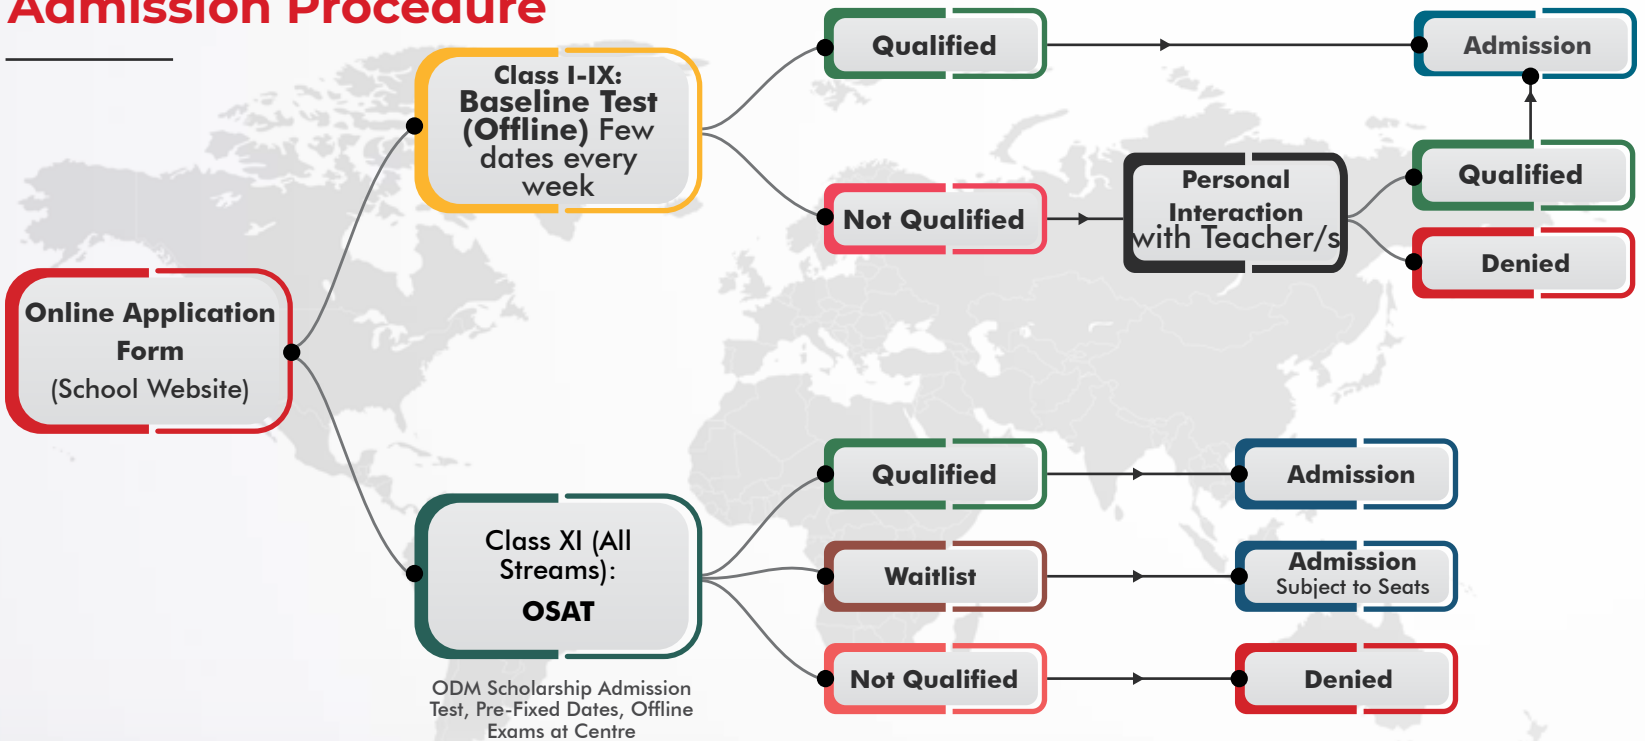 Admission Procedure
Online Application
Form
(School Website)
Class I-IX:
Baseline Test
(Offline) Few
dates every
week
Qualified
Admission
Not Qualified
Personal
Interaction
with Teacher/s
Qualified
Denied
Class XI (All
Streams):
OSAT
ODM Scholarship Admission
Test, Pre-Fixed Dates, Offline
Exams at Centre
Qualified
Admission
Waitlist
Admission
Subject to Seats
Not Qualified
Denied